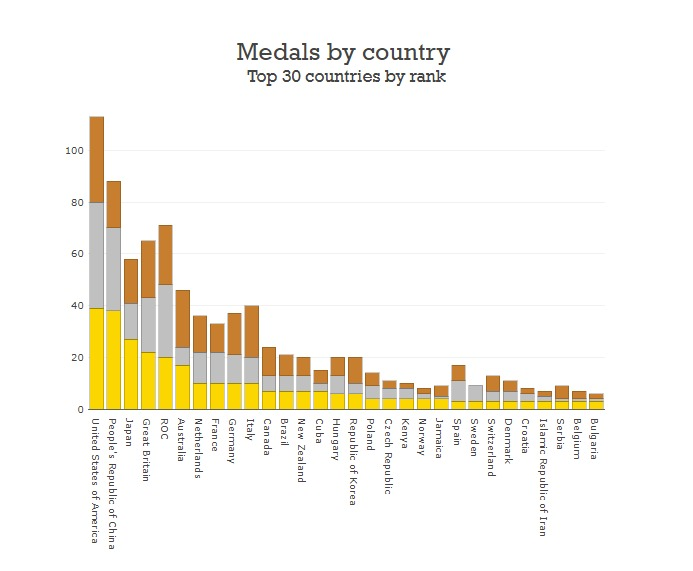 Medals by country
Top 30 countries by rank
100
80
60
40
20
0
United States of America
People's Republic of China
Japan
Great Britain
ROC
Australia
Netherlands
France
Germany
Italy
Canada
Brazil
New Zealand
Cuba
Hungary
Republic of Korea
Poland
Czech Republic
Kenya
Norway
Jamaica
Spain
Sweden
Switzerland
Denmark
Croatia
Islamic Republic of Iran
Serbia
Belgium
Bulgaria